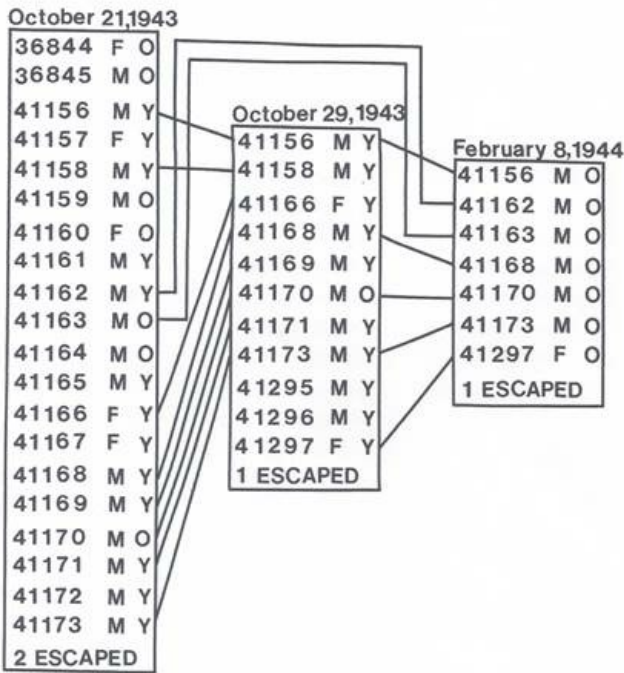 October 21,1943
36844 F O
36845 M O
41156 M Y
41157 F Y
41158 M Y
41159 M O
41160 F O
41161 M Y
41162 M Y
41163 M O
41164 M O
41165 M Y
41166 F Y
41167 F Y
41168 M Y
41169 M Y
41170 M O
41171 M Y
41172 M Y
41173 M Y
2 ESCAPED
October 29,1943
41156 M Y
41158 M Y
41166 F Y
41168 M Y
41169 M Y
41170 M O
41171 M Y
41173 M Y
41295 M Y
41296 M Y
41297 F Y
1 ESCAPED
February 8,1944
41156 M O
41162 M O
41163 M O
41168 M O
41170 M O
41173 M O
41297 F O
1 ESCAPED